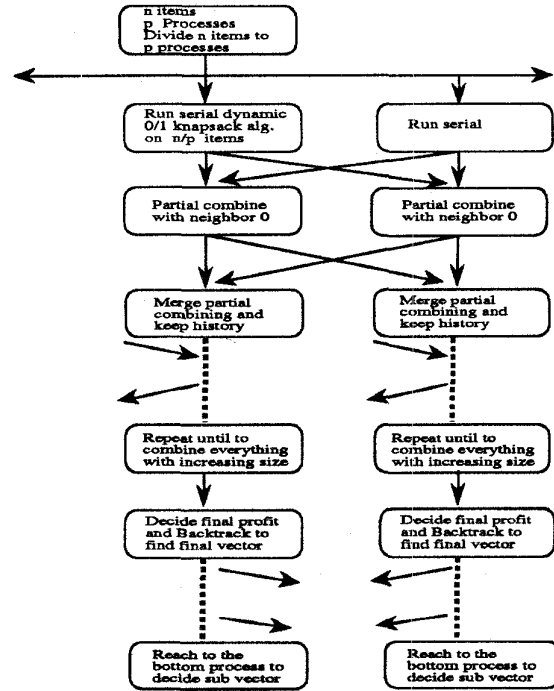 n items
p Processes
Divide n items to
p processes
Run serial dynamic
0/1 knapsack alg.
on n/p items
Run serial
Partial combine
with neighbor 0
Partial combine
with neighbor 0
Merge partial
combining and
keep history
Merge partial
combining and
keep history
Repeat until to
combine everything
with increasing size
Repeat until to
combine everything
with increasing size
Decide final profit
and Backtrack to
find final vector
Decide final profit
and Backtrack to
find final vector
Reach to the
bottom process to
decide sub vector
Reach to the
bottom process to
decide sub vector